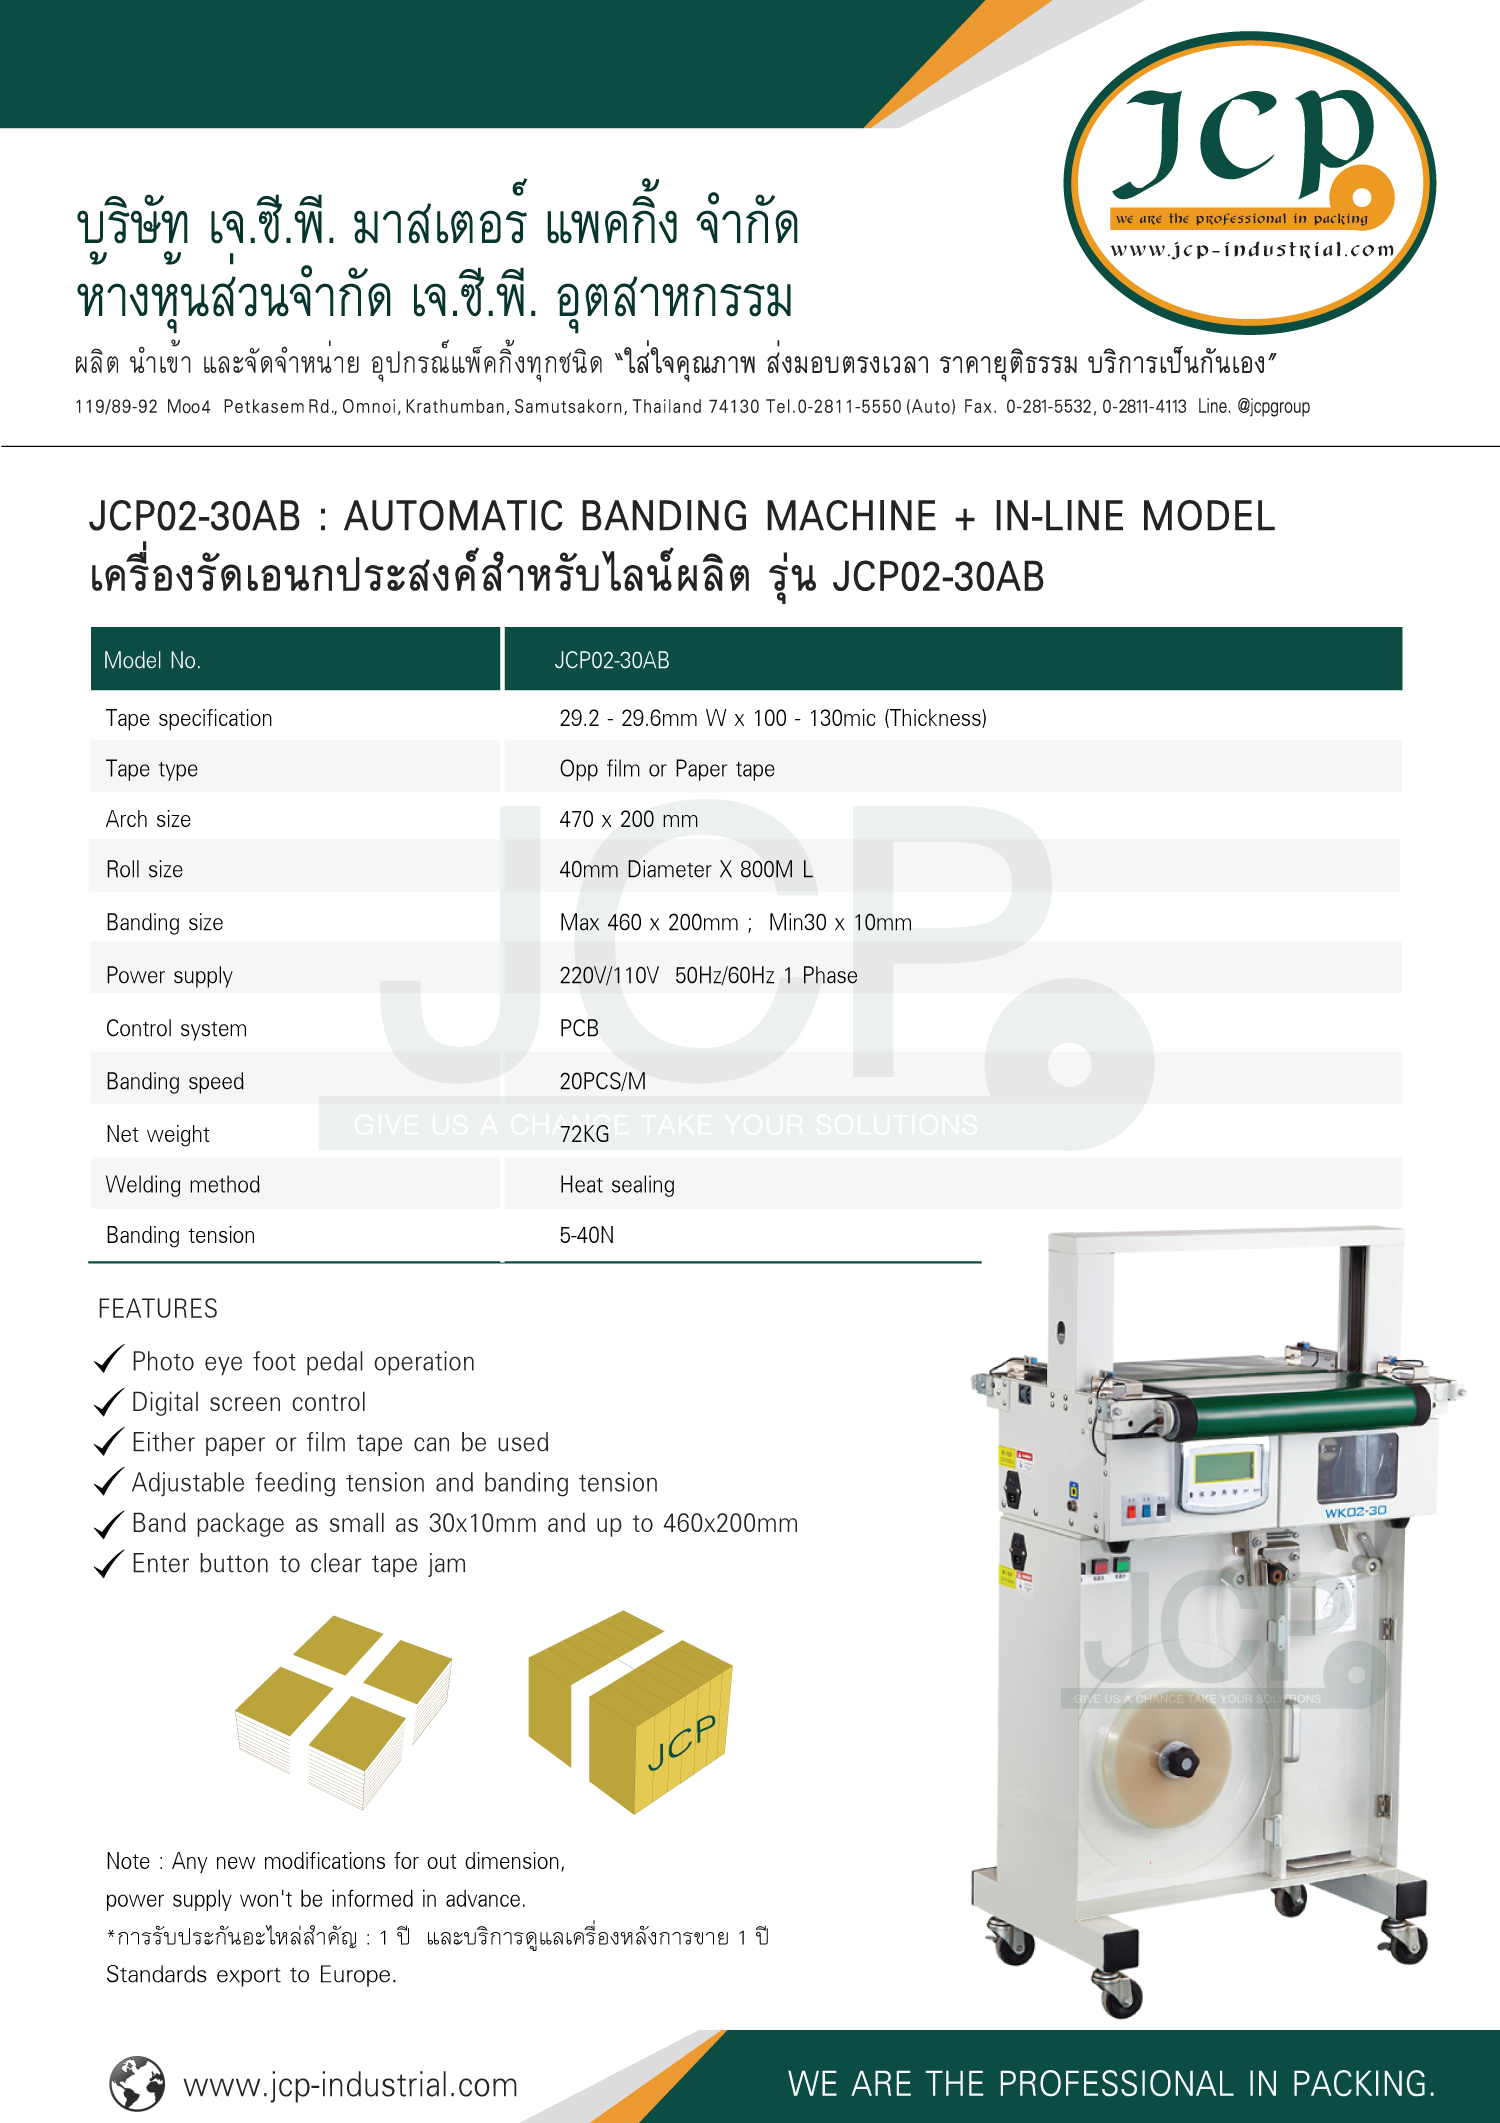 JCP
we are the professional in packing
www.jcp-industrial.com
บริษัท เจ.ซี.พี. มาสเตอร์ แพคกิ้ง จำกัด
ห้างหุ้นส่วนจำกัด เจ.ซี.พี. อุตสาหกรรม
ผลิต นำเข้า และจัดจำหน่าย อุปกรณ์แพ็คกิ้งทุกชนิด "ใส่ใจคุณภาพ ส่งมอบตรงเวลา ราคายุติธรรม บริการเป็นกันเอง"
119/89-92 Moo4 Petkasem Rd., Omnoi, Krathumban, Samutsakorn, Thailand 74130 Tel.0-2811-5550 (Auto) Fax. 0-281-5532, 0-2811-4113 Line. @jcpgroup
JCP02-30AB : AUTOMATIC BANDING MACHINE + IN-LINE MODEL
เครื่องรัดเอนกประสงค์สำหรับไลน์ผลิต รุ่น JCP02-30AB
Model No. JCP02-30AB
Tape specification 29.2 - 29.6mm W x 100 - 130mic (Thickness)
Tape type Opp film or Paper tape
Arch size 470 x 200 mm
Roll size 40mm Diameter X 800M L
Banding size Max 460 x 200mm ; Min30 x 10mm
Power supply 220V/110V 50Hz/60Hz 1 Phase
Control system PCB
Banding speed 20PCS/M
Net weight 72KG
Welding method Heat sealing
Banding tension 5-40N
JCP
GIVE US A CHANCE TAKE YOUR SOLUTIONS
FEATURES
Photo eye foot pedal operation
Digital screen control
Either paper or film tape can be used
Adjustable feeding tension and banding tension
Band package as small as 30x10mm and up to 460x200mm
Enter button to clear tape jam
JCP
WK02-30
JCP
GIVE US A CHANCE TAKE YOUR SOLUTIONS
Note : Any new modifications for out dimension,
power supply won't be informed in advance.
*การรับประกันอะไหล่สำคัญ : 1 ปี และบริการดูแลเครื่องหลังการขาย 1 ปี
Standards export to Europe.
www.jcp-industrial.com
WE ARE THE PROFESSIONAL IN PACKING.